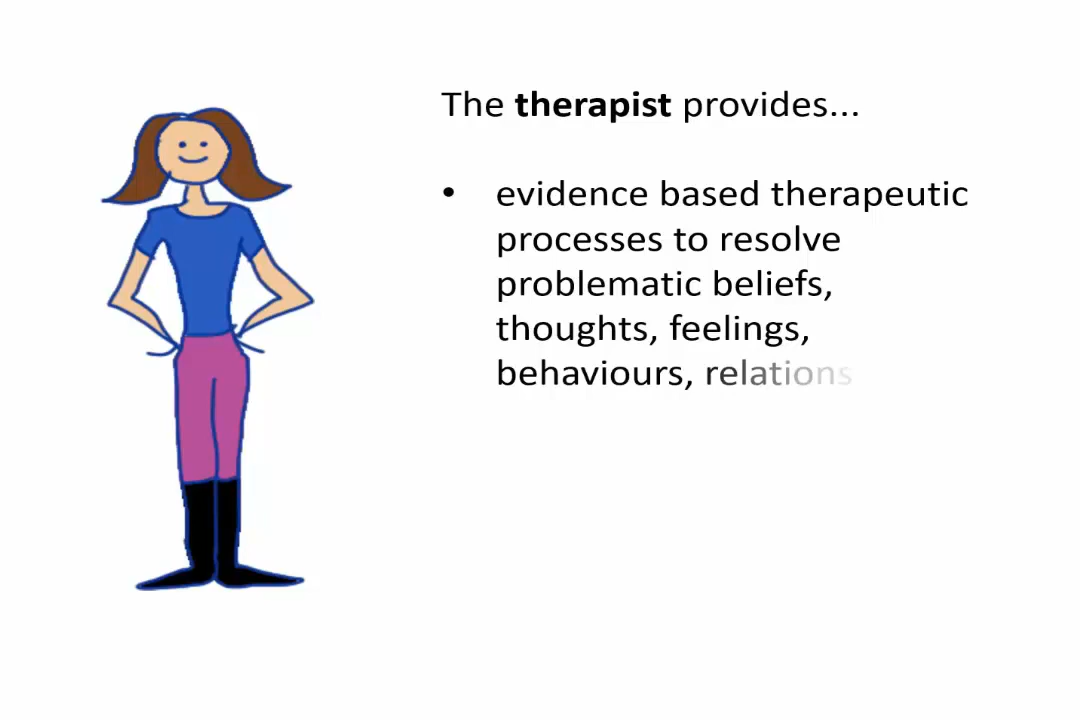 The therapist provides...
• evidence based therapeutic
processes to resolve
problematic beliefs,
thoughts, feelings,
behaviours, relations